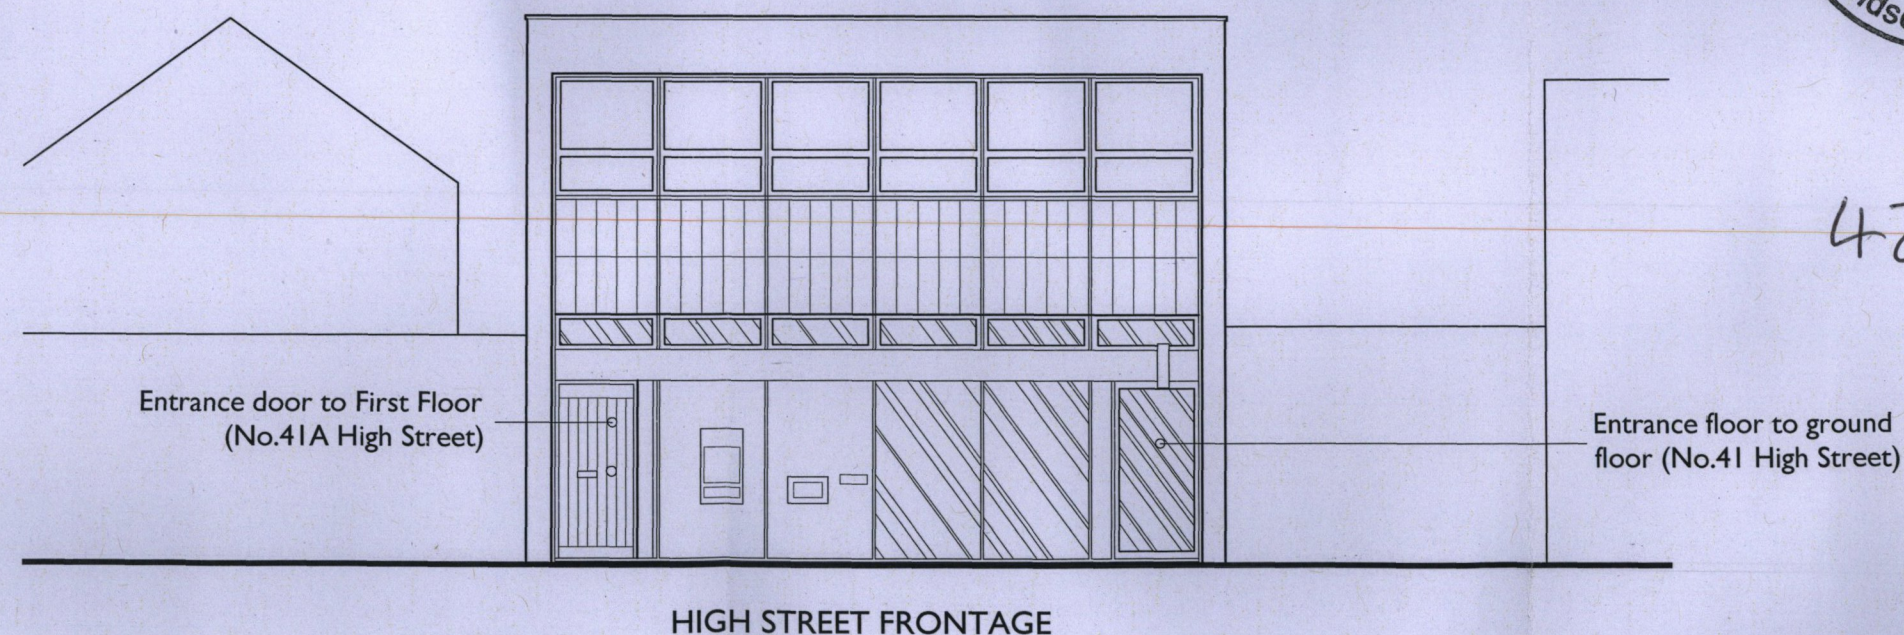 Entrance door to First Floor
(No.41A High Street)
Entrance floor to ground
floor (No.41 High Street)
HIGH STREET FRONTAGE